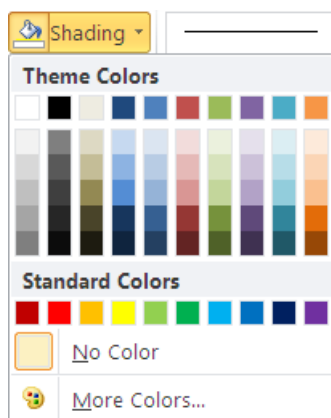 Shading
Theme Colors
Standard Colors
No Color
More Colors...